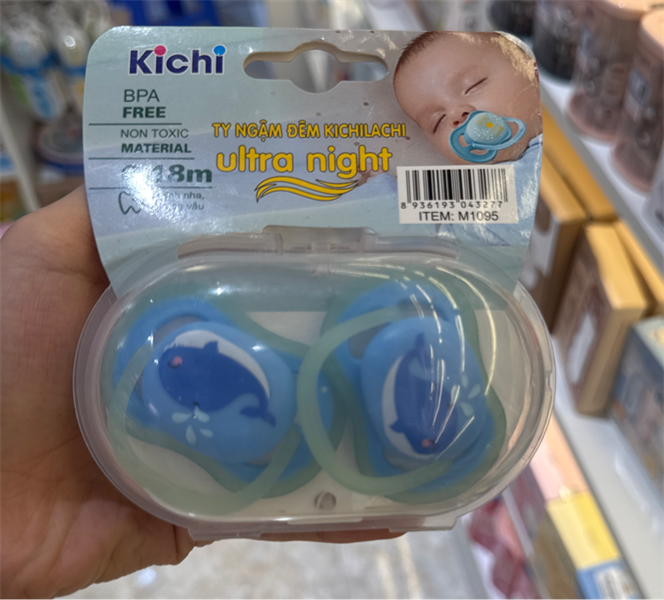 Kichi
BPA
FREE
NON TOXIC
MATERIAL
18m
TY NGẬM ĐÊM KICHILACHI
ultra night
8 936193 043277
ITEM: M1095